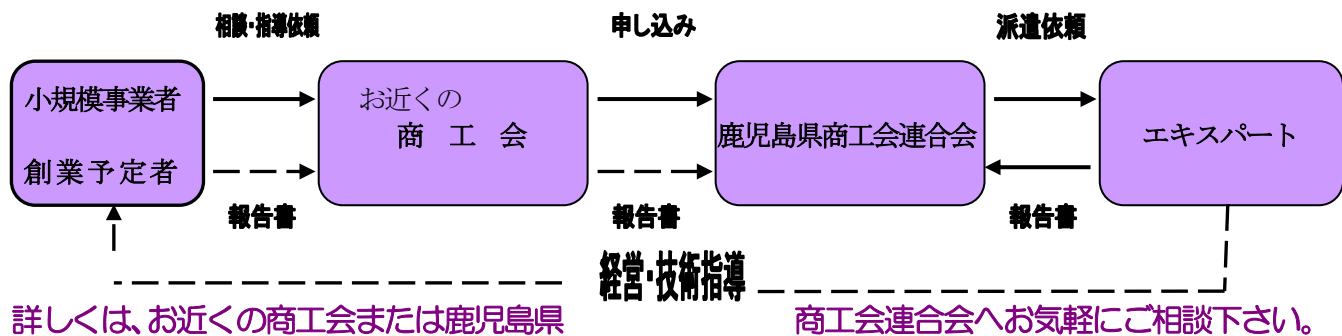 相談・指導依頼
申し込み
派遣依頼
小規模事業者
創業予定者
お近くの
商工会
鹿児島県商工会連合会
エキスパート
報告書
報告書
報告書
経営・技術指導
詳しくは、お近くの商工会または鹿児島県
商工会連合会へお気軽にご相談下さい。